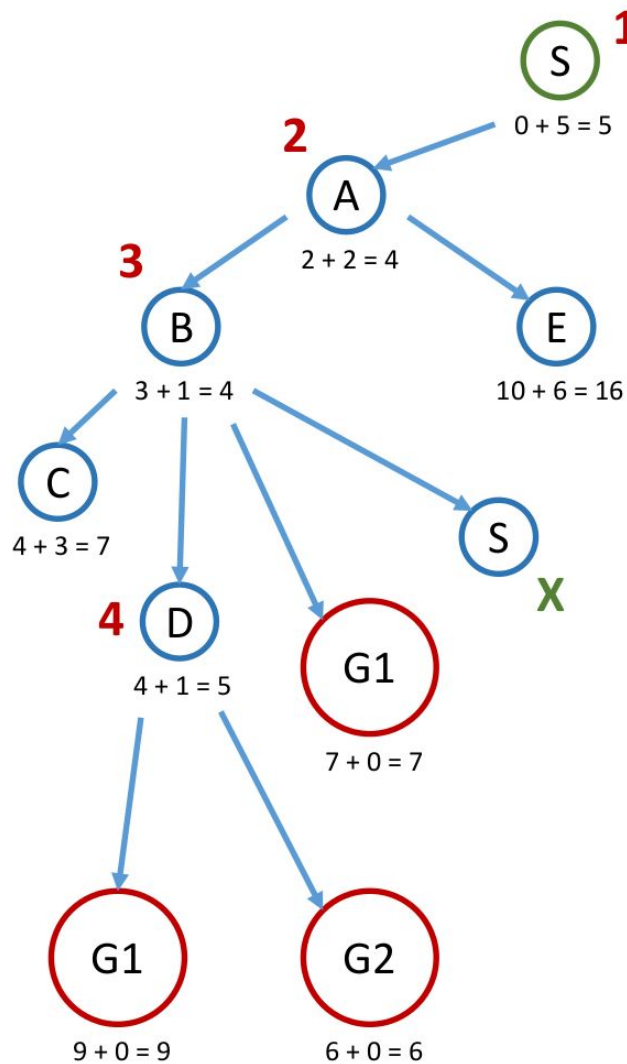 1
S
0 + 5 = 5
2
A
2 + 2 = 4
3
B
3 + 1 = 4
E
10 + 6 = 16
C
4 + 3 = 7
S
X
4
D
4 + 1 = 5
G1
7 + 0 = 7
G1
9 + 0 = 9
G2
6 + 0 = 6